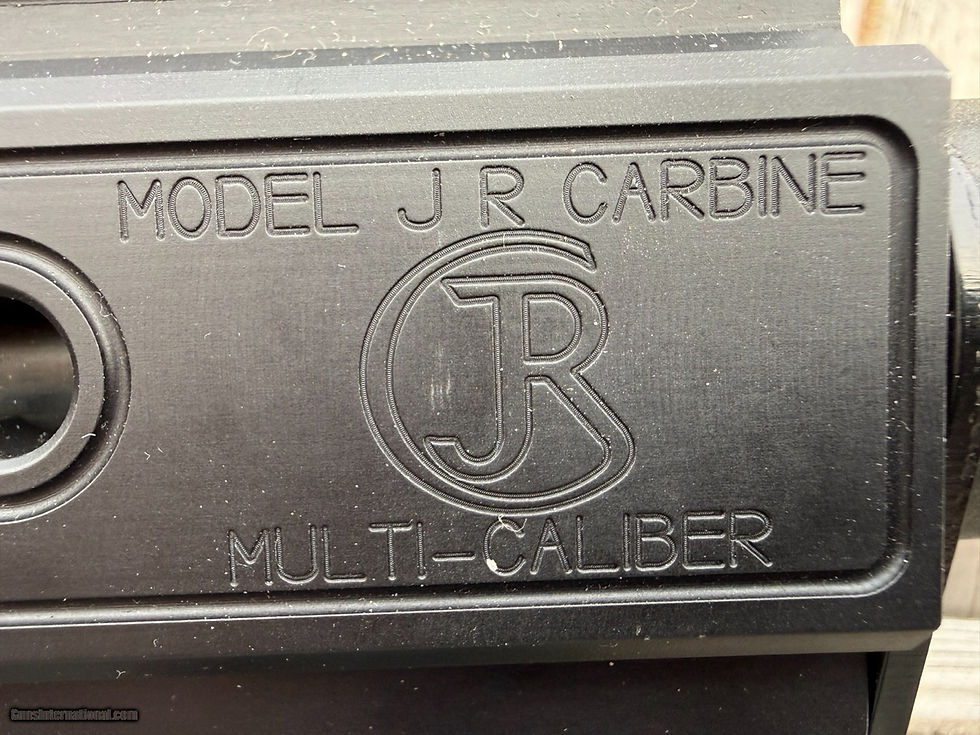 MODEL J R CARBINE
JR
MULTI-CALIBER
GunsInternational.com